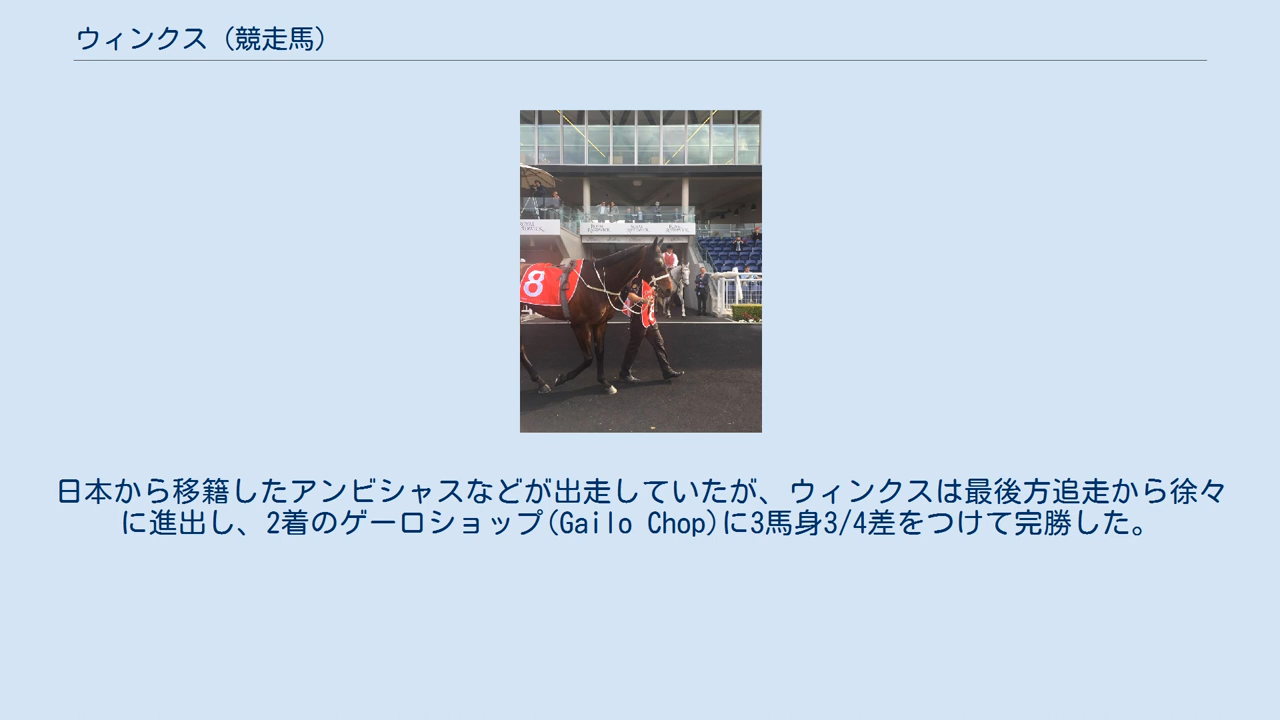 ウィンクス（競走馬）
8
日本から移籍したアンビシャスなどが出走していたが、ウィンクスは最後方追走から徐々
に進出し、2着のゲーロショップ(Gailo Chop)に3馬身3/4差をつけて完勝した。